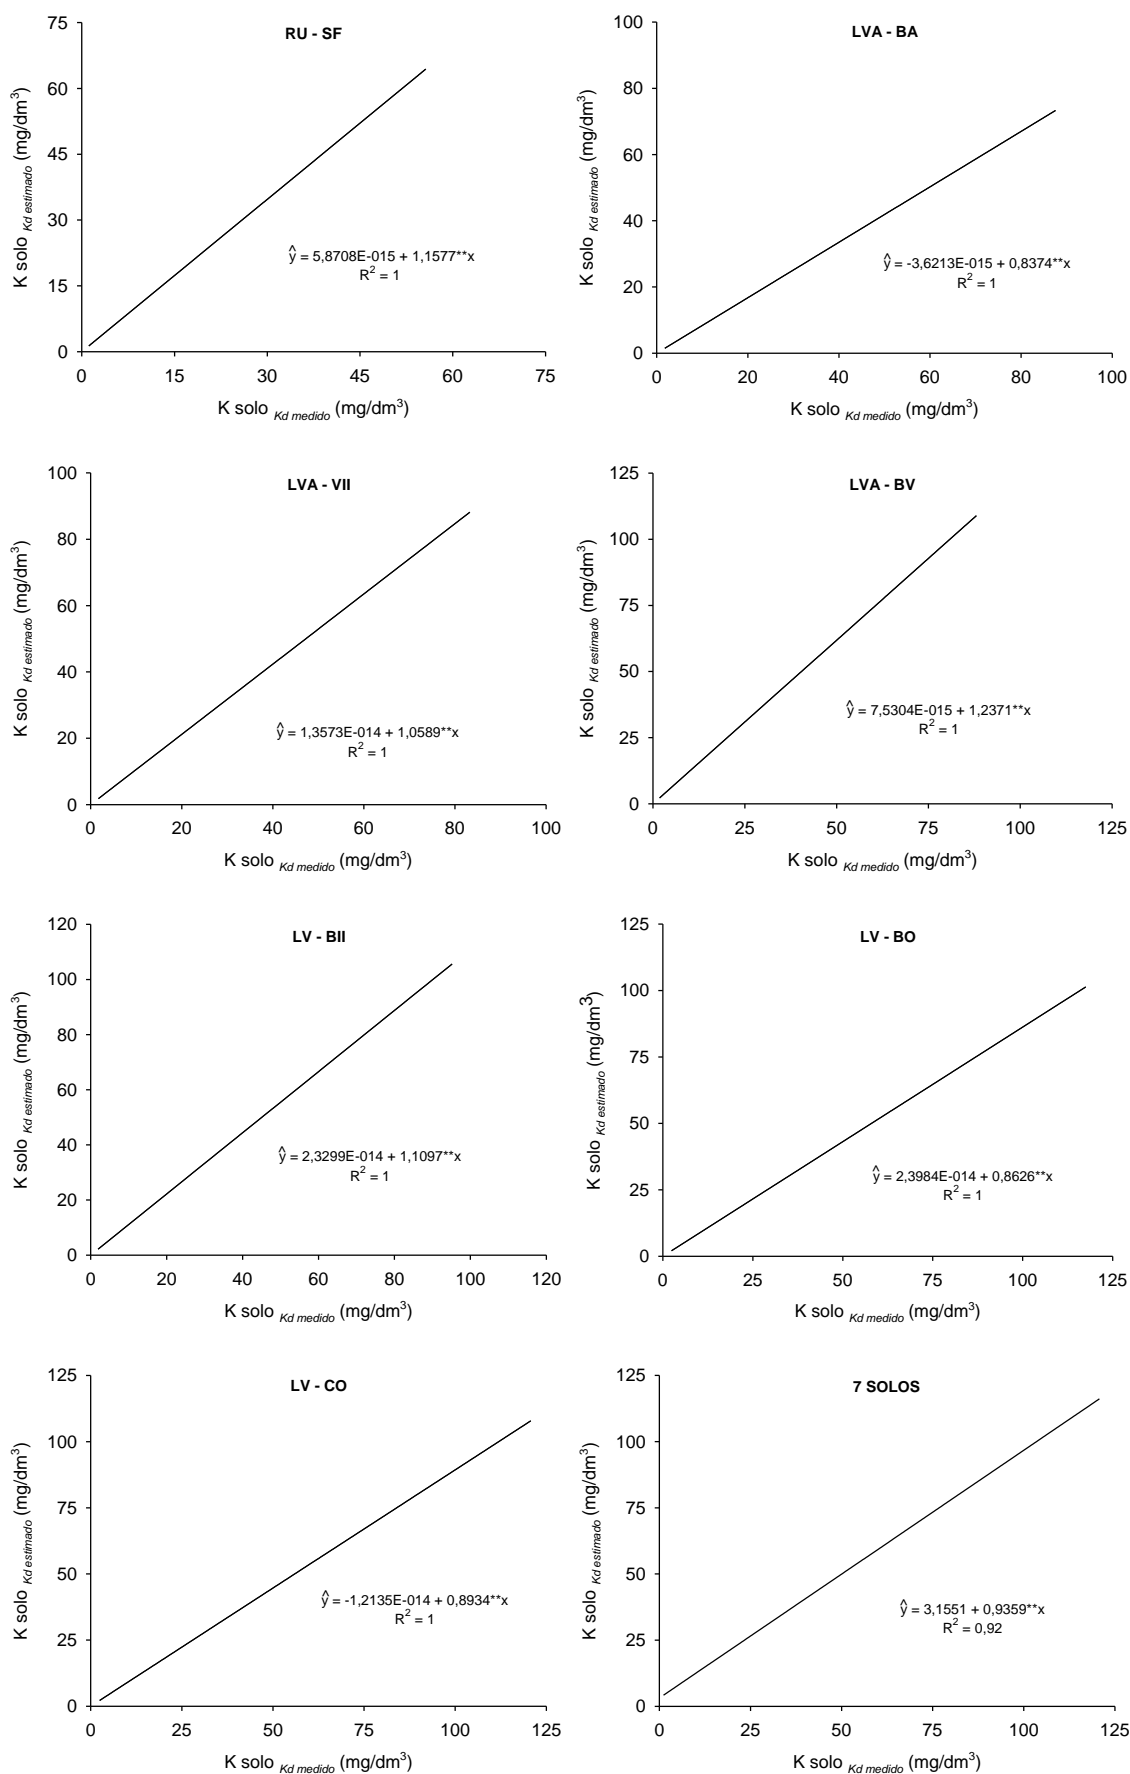 RU - SF
75
60
45
30
15
0
K solo Kd estimado (mg/dm3)
ŷ = 5,8708E-015 + 1,1577**x
R2 = 1
0 15 30 45 60 75
K solo Kd medido (mg/dm3)
LVA - BA
100
80
60
40
20
0
K solo Kd estimado (mg/dm3)
ŷ = -3,6213E-015 + 0,8374**x
R2 = 1
0 20 40 60 80 100
K solo Kd medido (mg/dm3)
LVA - VII
100
80
60
40
20
0
K solo Kd estimado (mg/dm3)
ŷ = 1,3573E-014 + 1,0589**x
R2 = 1
0 20 40 60 80 100
K solo Kd medido (mg/dm3)
LVA - BV
125
100
75
50
25
0
K solo Kd estimado (mg/dm3)
ŷ = 7,5304E-015 + 1,2371**x
R2 = 1
0 25 50 75 100 125
K solo Kd medido (mg/dm3)
LV - BII
120
100
80
60
40
20
0
K solo Kd estimado (mg/dm3)
ŷ = 2,3299E-014 + 1,1097**x
R2 = 1
0 20 40 60 80 100 120
K solo Kd medido (mg/dm3)
LV - BO
125
100
75
50
25
0
K solo Kd estimado (mg/dm3)
ŷ = 2,3984E-014 + 0,8626**x
R2 = 1
0 25 50 75 100 125
K solo Kd medido (mg/dm3)
LV - CO
125
100
75
50
25
0
K solo Kd estimado (mg/dm3)
ŷ = -1,2135E-014 + 0,8934**x
R2 = 1
0 25 50 75 100 125
K solo Kd medido (mg/dm3)
7 SOLOS
125
100
75
50
25
0
K solo Kd estimado (mg/dm3)
ŷ = 3,1551 + 0,9359**x
R2 = 0,92
0 25 50 75 100 125
K solo Kd medido (mg/dm3)